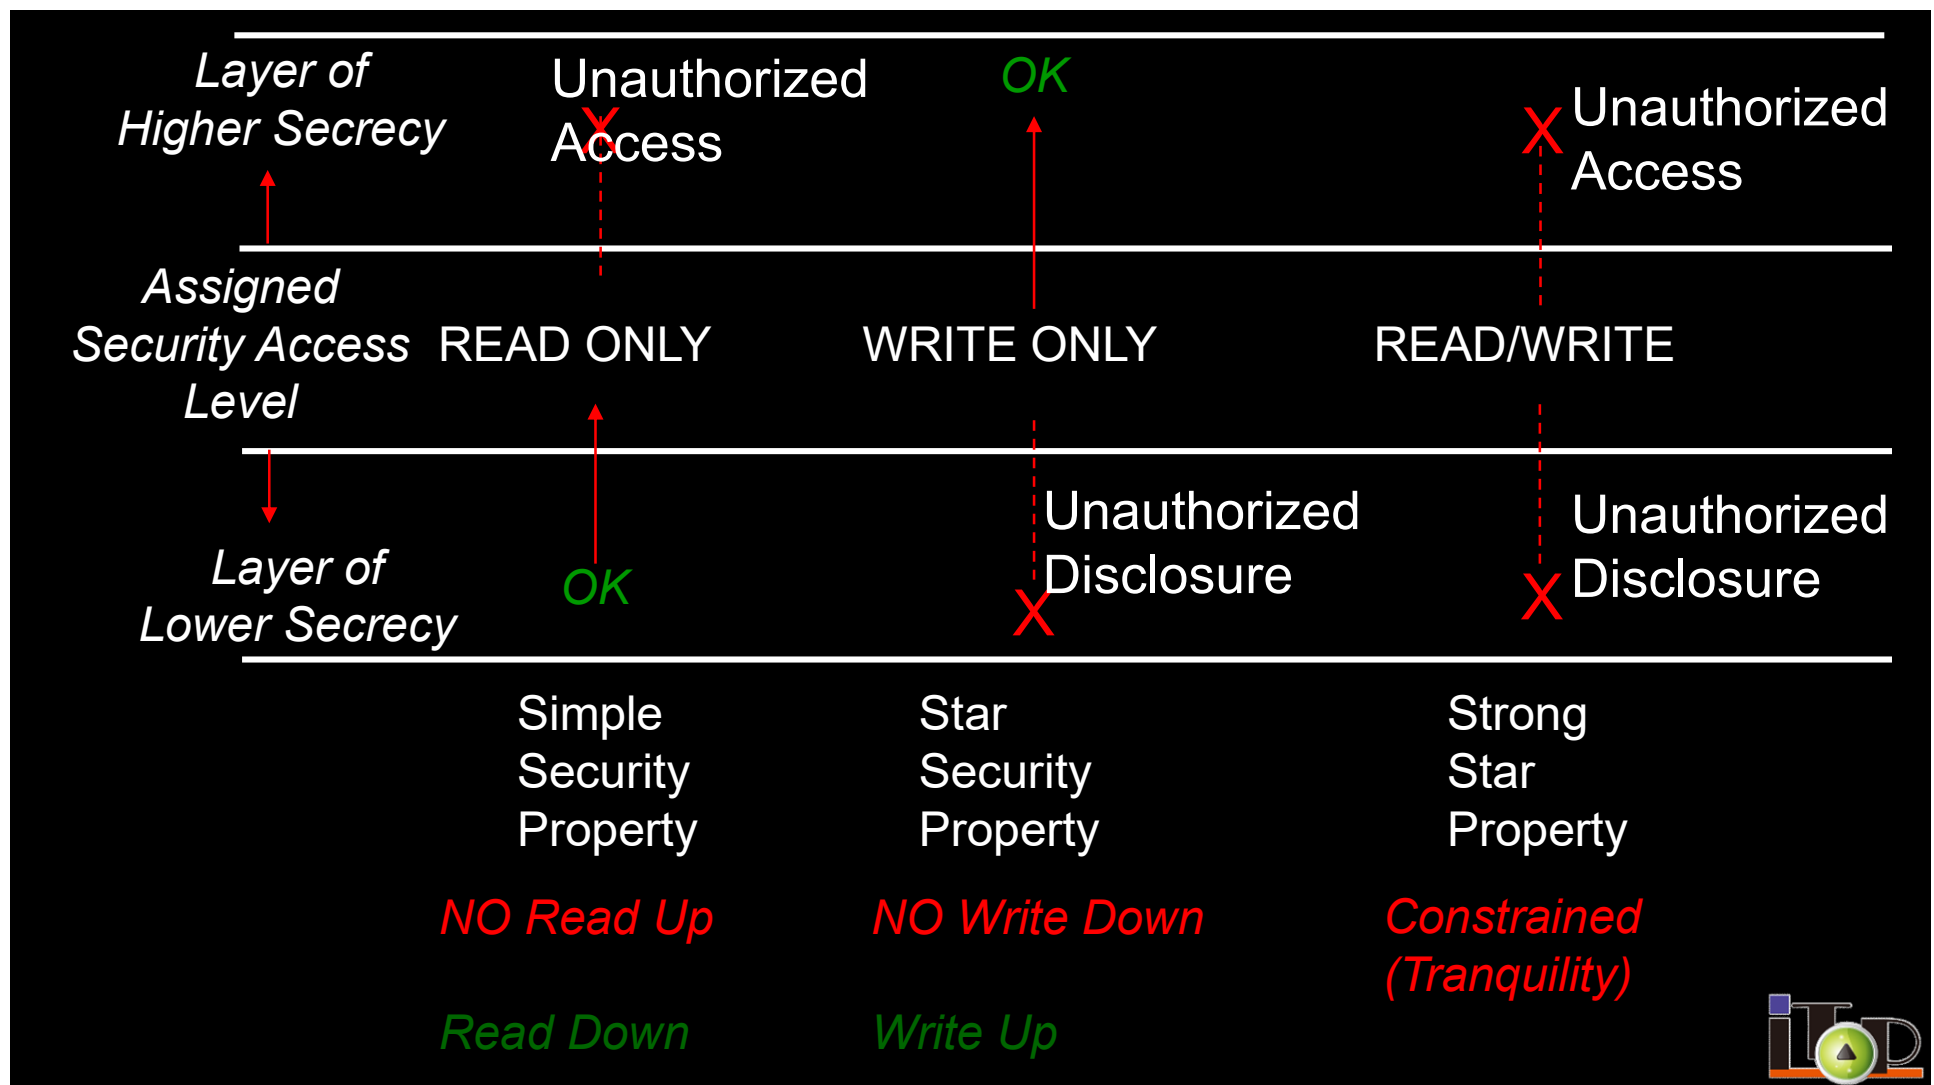 Layer of
Higher Secrecy
Unauthorized
Access
X
OK
X
Unauthorized
Access
Assigned
Security Access
Level
READ ONLY
WRITE ONLY
READ/WRITE
Layer of
Lower Secrecy
OK
Unauthorized
Disclosure
X
Unauthorized
Disclosure
X
Simple
Security
Property
Star
Security
Property
Strong
Star
Property
NO Read Up
NO Write Down
Constrained
(Tranquility)
Read Down
Write Up
iTOP